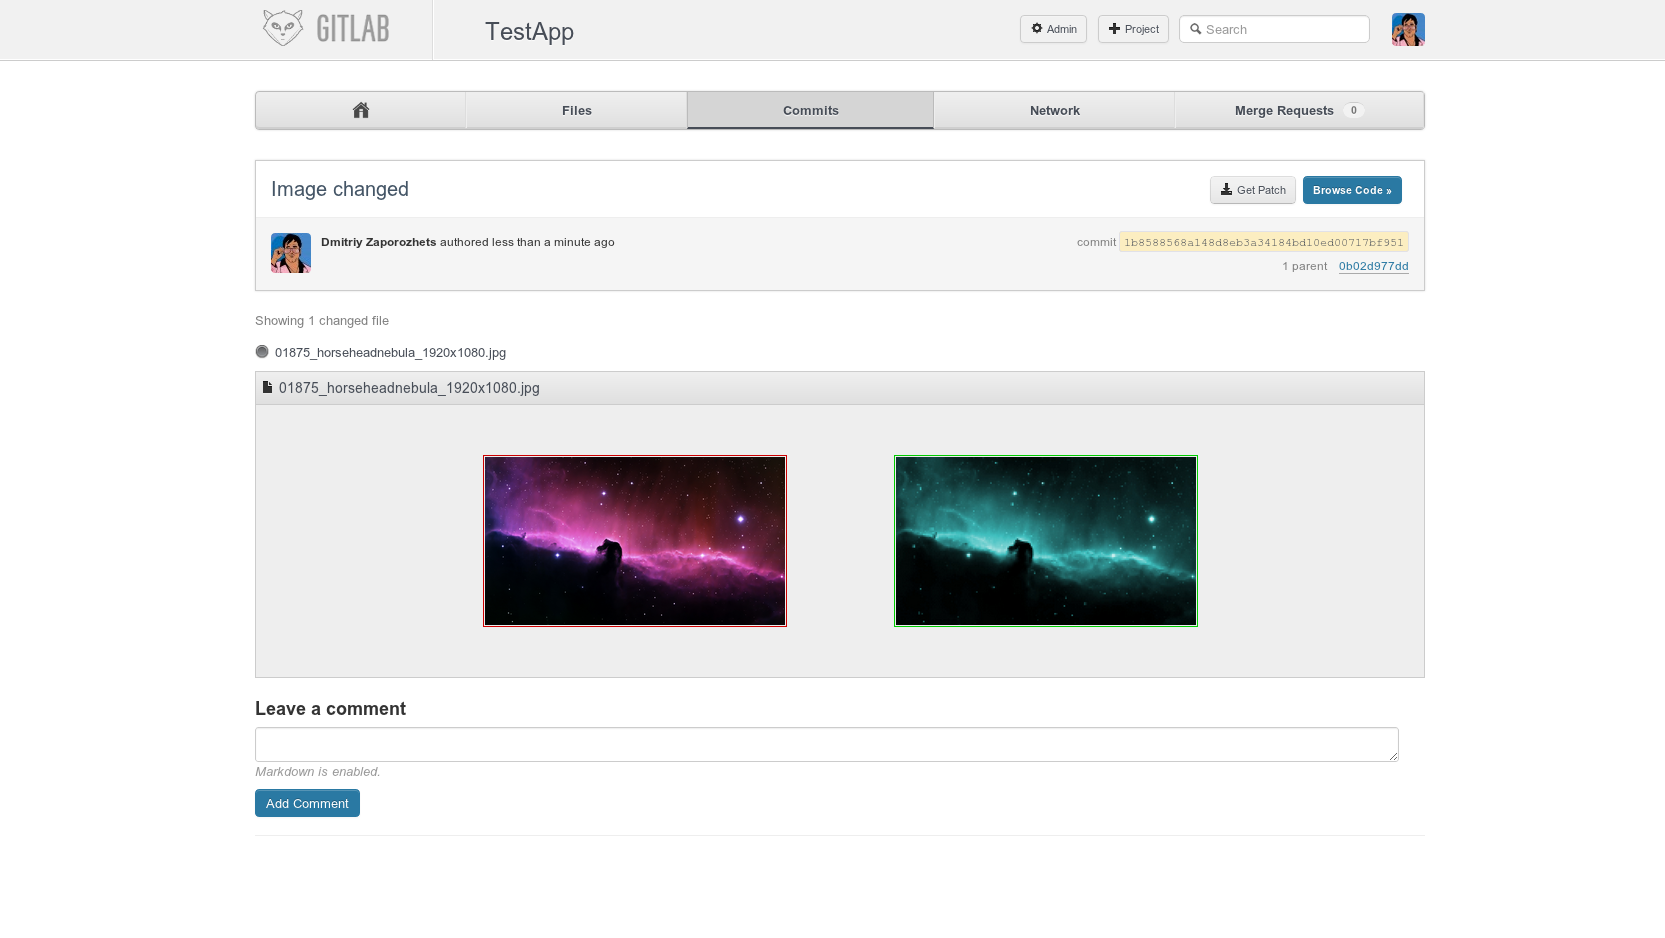 GITLAB
TestApp
Admin
Project
Search
Files
Commits
Network
Merge Requests 0
Image changed
Get Patch
Browse Code »
Dmitriy Zaporozhets authored less than a minute ago
commit 1b8588568a148d8eb3a34184bd10ed00717bf951
1 parent 0b02d977dd
Showing 1 changed file
01875_horseheadnebula_1920x1080.jpg
01875_horseheadnebula_1920x1080.jpg
Leave a comment
Markdown is enabled.
Add Comment